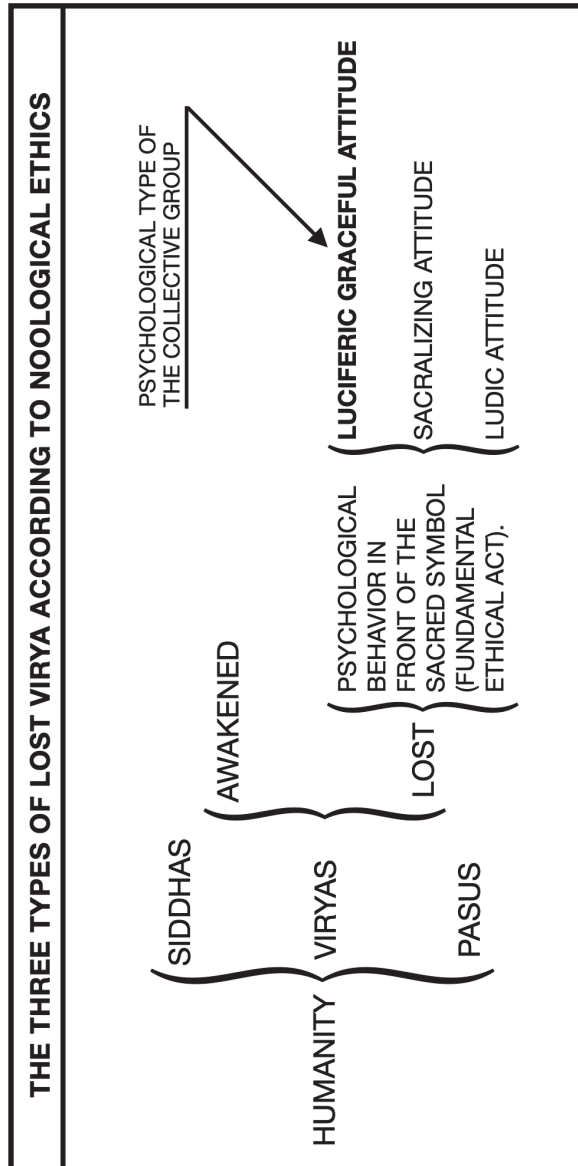 THE THREE TYPES OF LOST VIRYA ACCORDING TO NOOLOGICAL ETHICS
HUMANITY
SIDDHAS
VIRYAS
PASUS
AWAKENED
LOST
PSYCHOLOGICAL
BEHAVIOR IN
FRONT OF THE
SACRED SYMBOL
(FUNDAMENTAL
ETHICAL ACT).
PSYCHOLOGICAL TYPE OF
THE COLLECTIVE GROUP
LUCIFERIC GRACEFUL ATTITUDE
SACRALIZING ATTITUDE
LUDIC ATTITUDE